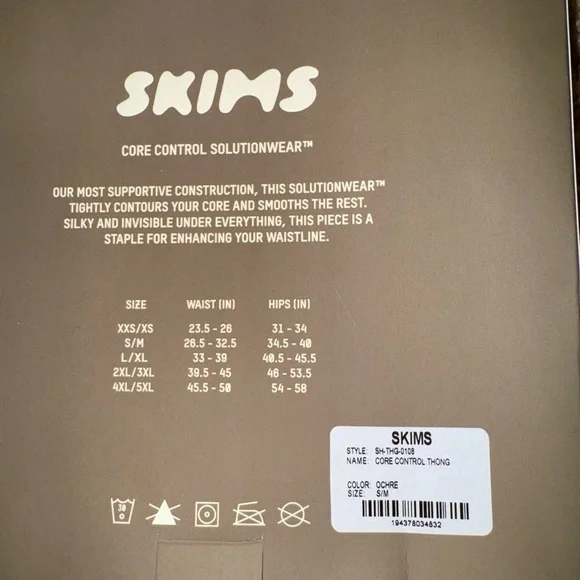 SKIMS
CORE CONTROL SOLUTIONWEAR™
OUR MOST SUPPORTIVE CONSTRUCTION, THIS SOLUTIONWEAR™
TIGHTLY CONTOURS YOUR CORE AND SMOOTHS THE REST.
SILKY AND INVISIBLE UNDER EVERYTHING, THIS PIECE IS A
STAPLE FOR ENHANCING YOUR WAISTLINE.
SIZE WAIST (IN) HIPS (IN)
XXS/XS 23.5 - 26 31 - 34
S/M 26.5 - 32.5 34.5 - 40
L/XL 33 - 39 40.5 - 45.5
2XL/3XL 39.5 - 45 46 - 53.5
4XL/5XL 45.5 - 50 54 - 58
SKIMS
STYLE: SH-THG-0108
NAME: CORE CONTROL THONG
COLOR: OCHRE
SIZE: S/M
194378034832
30